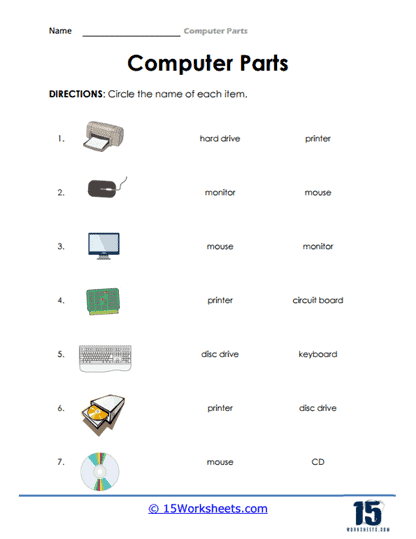 Name Computer Parts
Computer Parts
DIRECTIONS: Circle the name of each item.
1. hard drive printer
2. monitor mouse
3. mouse monitor
4. printer circuit board
5. disc drive keyboard
6. printer disc drive
7. mouse CD
© 15Worksheets.com
15
WORKSHEETS.COM